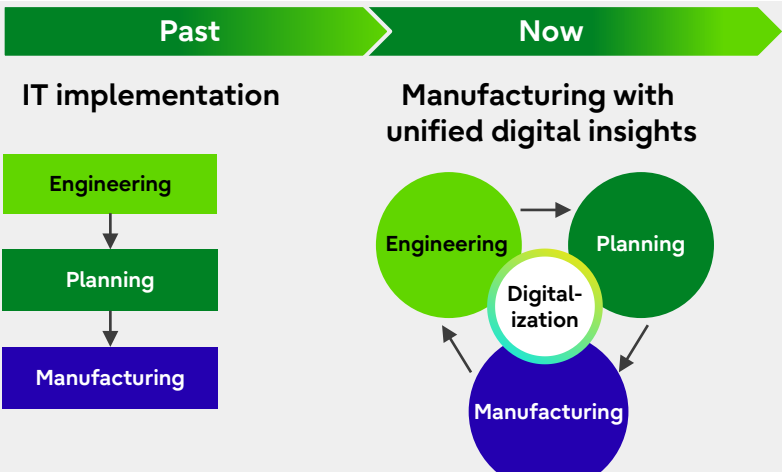 Past
Now
IT implementation
Manufacturing with
unified digital insights
Engineering
Planning
Manufacturing
Engineering
Planning
Digital-
ization
Manufacturing